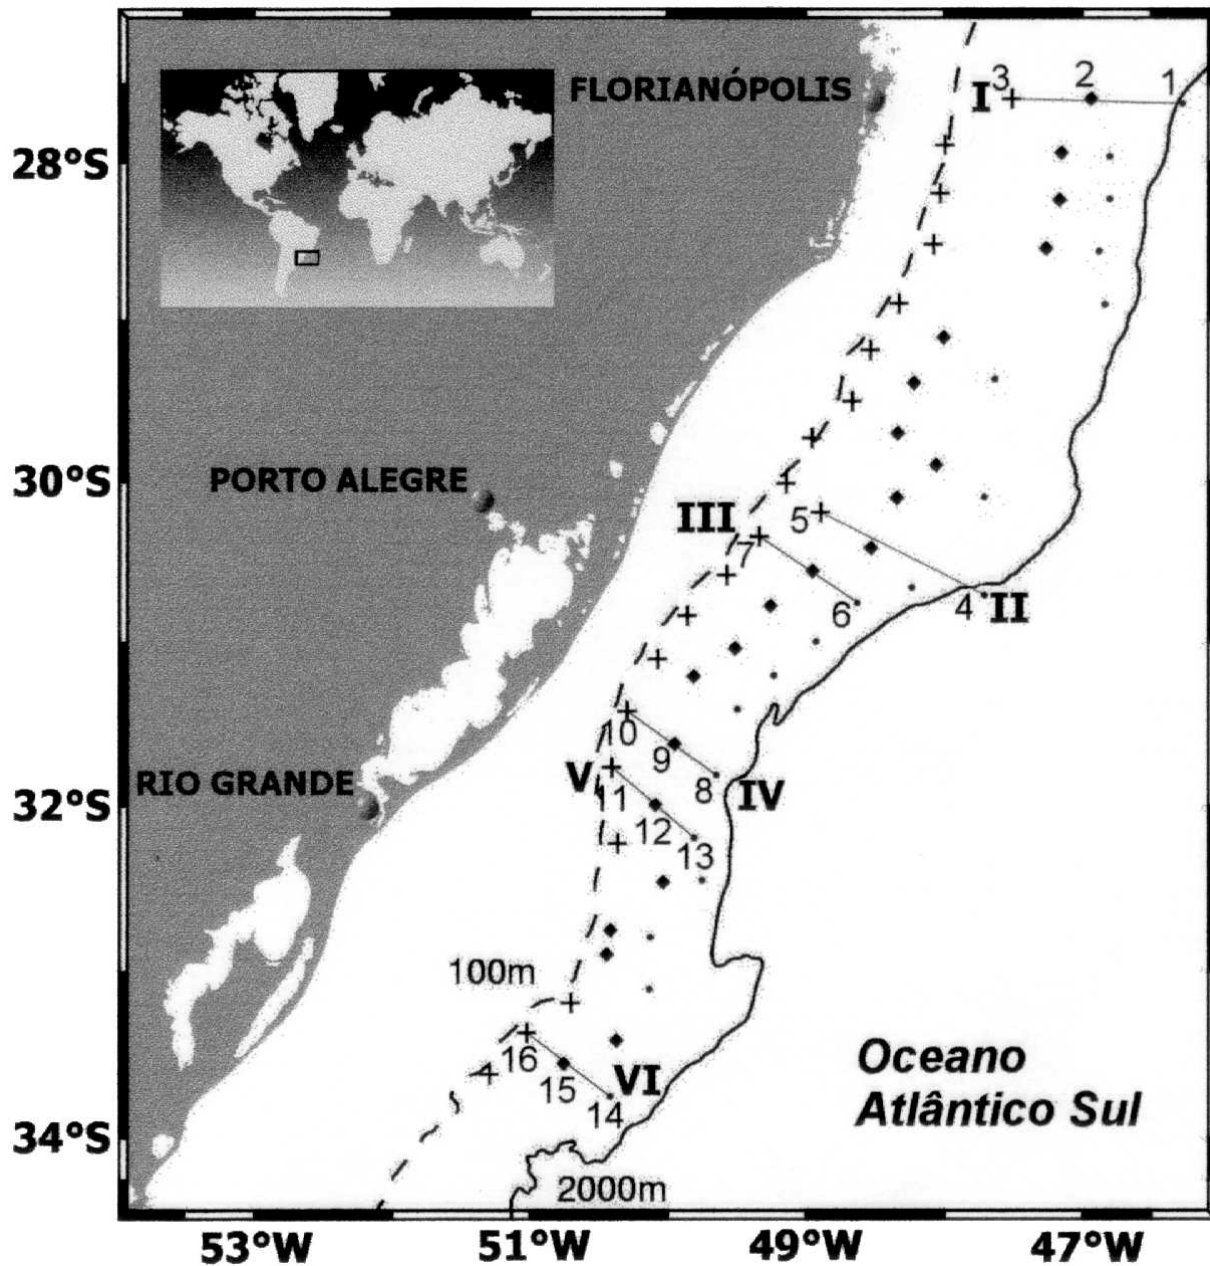 FLORIANÓPOLIS
I
3
2
1
28°S
30°S
PORTO ALEGRE
III
5
7
6
4
II
10
9
8
IV
V
11
12
13
RIO GRANDE
32°S
100m
16
15
VI
14
Oceano
Atlântico Sul
34°S
2000m
53°W
51°W
49°W
47°W